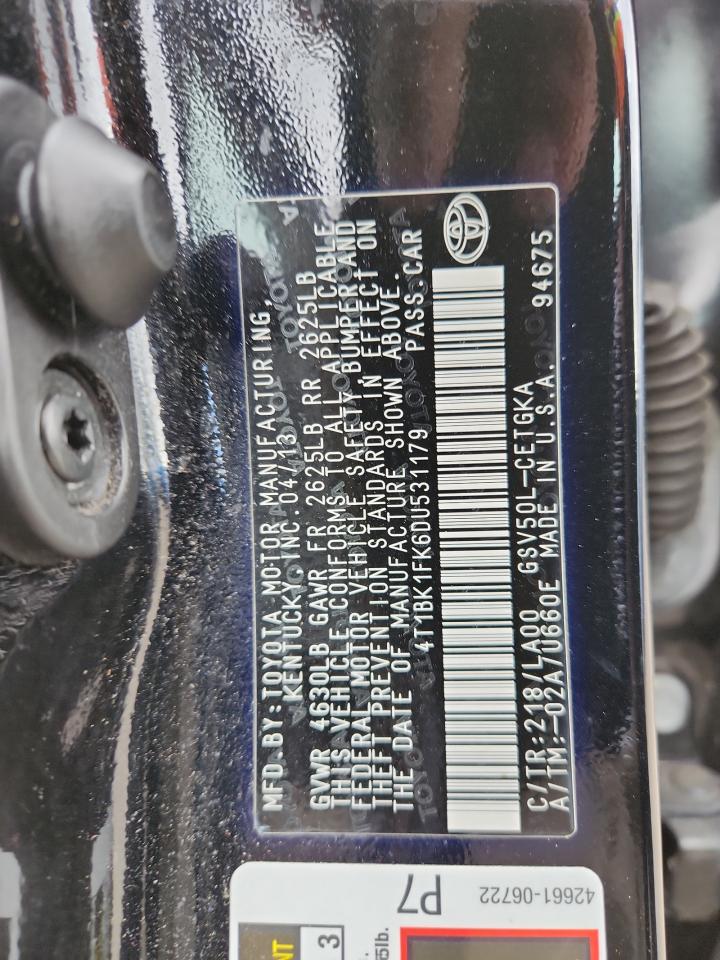 MFD.BY:TOYOTA MOTOR MANUFACTURING,
KENTUCKY, INC. 04/13
GVWR 4630LB GAWR FR 2625LB RR 2625LB
THIS VEHICLE CONFORMS TO ALL APPLICABLE
FEDERAL MOTOR VEHICLE SAFETY, BUMPER AND
THEFT PREVENTION STANDARDS IN EFFECT ON
THE DATE OF MANUFACTURE SHOWN ABOVE.
4T1BK1FK6DU531179 PASS.CAR
C/TR:218/LA00 GSV50L-CETGKA
A/TM:-02A/U660E MADE IN U.S.A. 94675
P7
42661-06722
NT
3
lb.